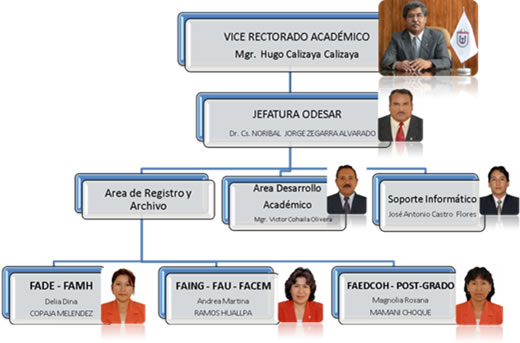 VICE RECTORADO ACADÉMICO
Mgr. Hugo Calizaya Calizaya
JEFATURA ODESAR
Dr. Cs. NORIBAL JORGE ZEGARRA ALVARADO
Area de Registro y
Archivo
Area Desarrollo
Académico
Mgr. Victor Cohaila Olivera
Soporte Informático
José Antonio Castro Flores
FADE - FAMH
Delia Dina
COPAJA MELENDEZ
FAING - FAU - FACEM
Andrea Martina
RAMOS HUALLPA
FAEDCOH - POST-GRADO
Magnolia Roxana
MAMANI CHOQUE